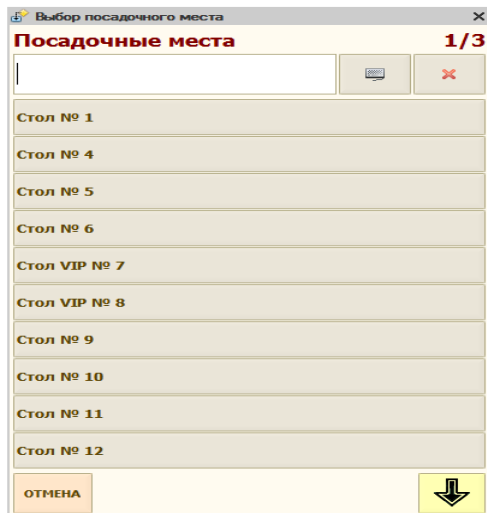 Выбор посадочного места
Посадочные места 1/3
Стол № 1
Стол № 4
Стол № 5
Стол № 6
Стол VIP № 7
Стол VIP № 8
Стол № 9
Стол № 10
Стол № 11
Стол № 12
ОТМЕНА